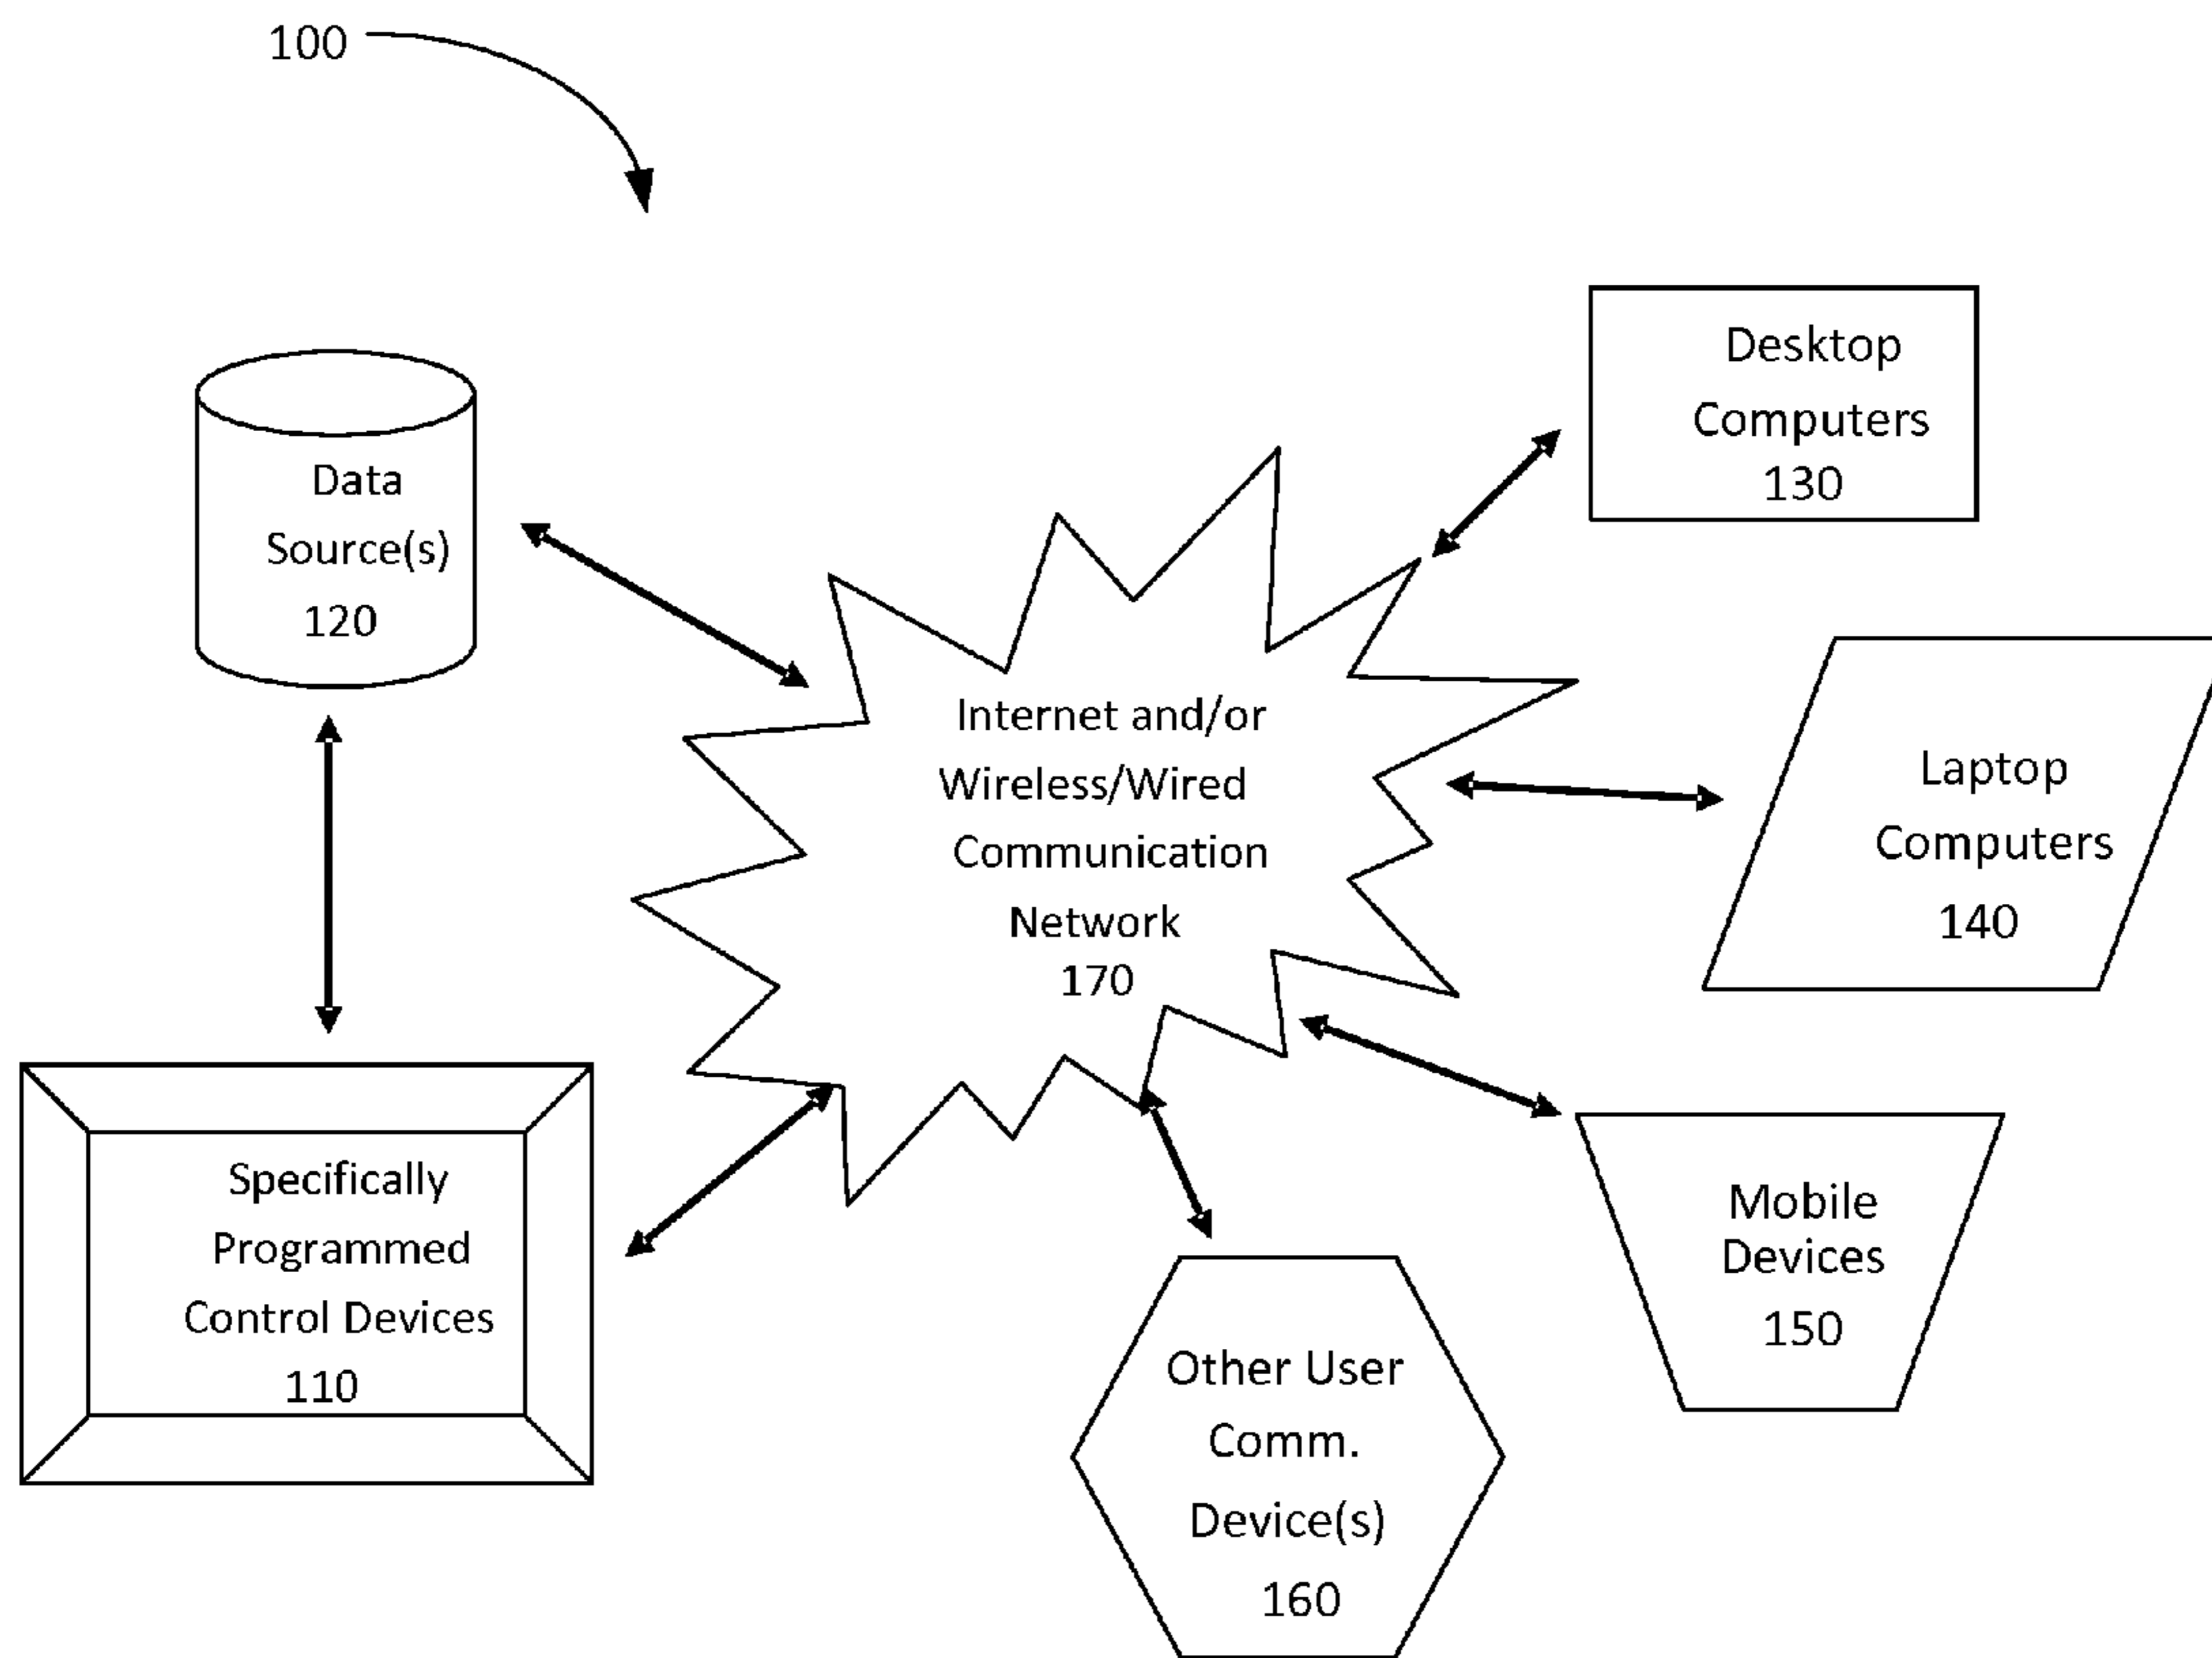 100
Desktop
Computers
130
Data
Source(s)
120
Internet and/or
Wireless/Wired
Communication
Network
170
Laptop
Computers
140
Specifically
Programmed
Control Devices
110
Mobile
Devices
150
Other User
Comm.
Device(s)
160